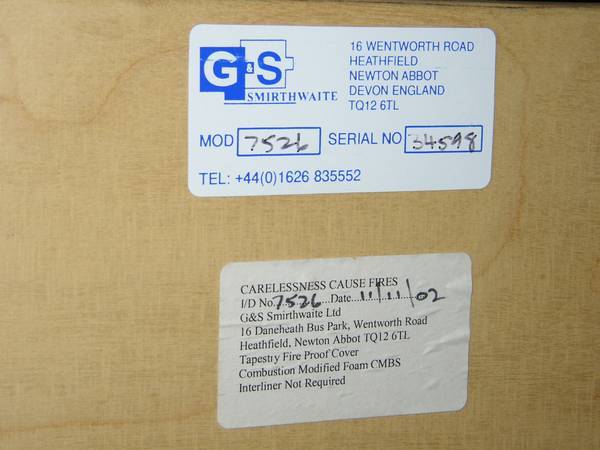 G&S
SMIRTHWAITE
16 WENTWORTH ROAD
HEATHFIELD
NEWTON ABBOT
DEVON ENGLAND
TQ12 6TL
MOD 7526 SERIAL NO 34598
TEL: +44(0)1626 835552
CARELESSNESS CAUSE FIRES
I/D No.7526...Date...11/11/02
G&S Smirthwaite Ltd
16 Daneheath Bus Park, Wentworth Road
Heathfield, Newton Abbot TQ12 6TL
Tapestry Fire Proof Cover
Combustion Modified Foam CMBS
Interliner Not Required